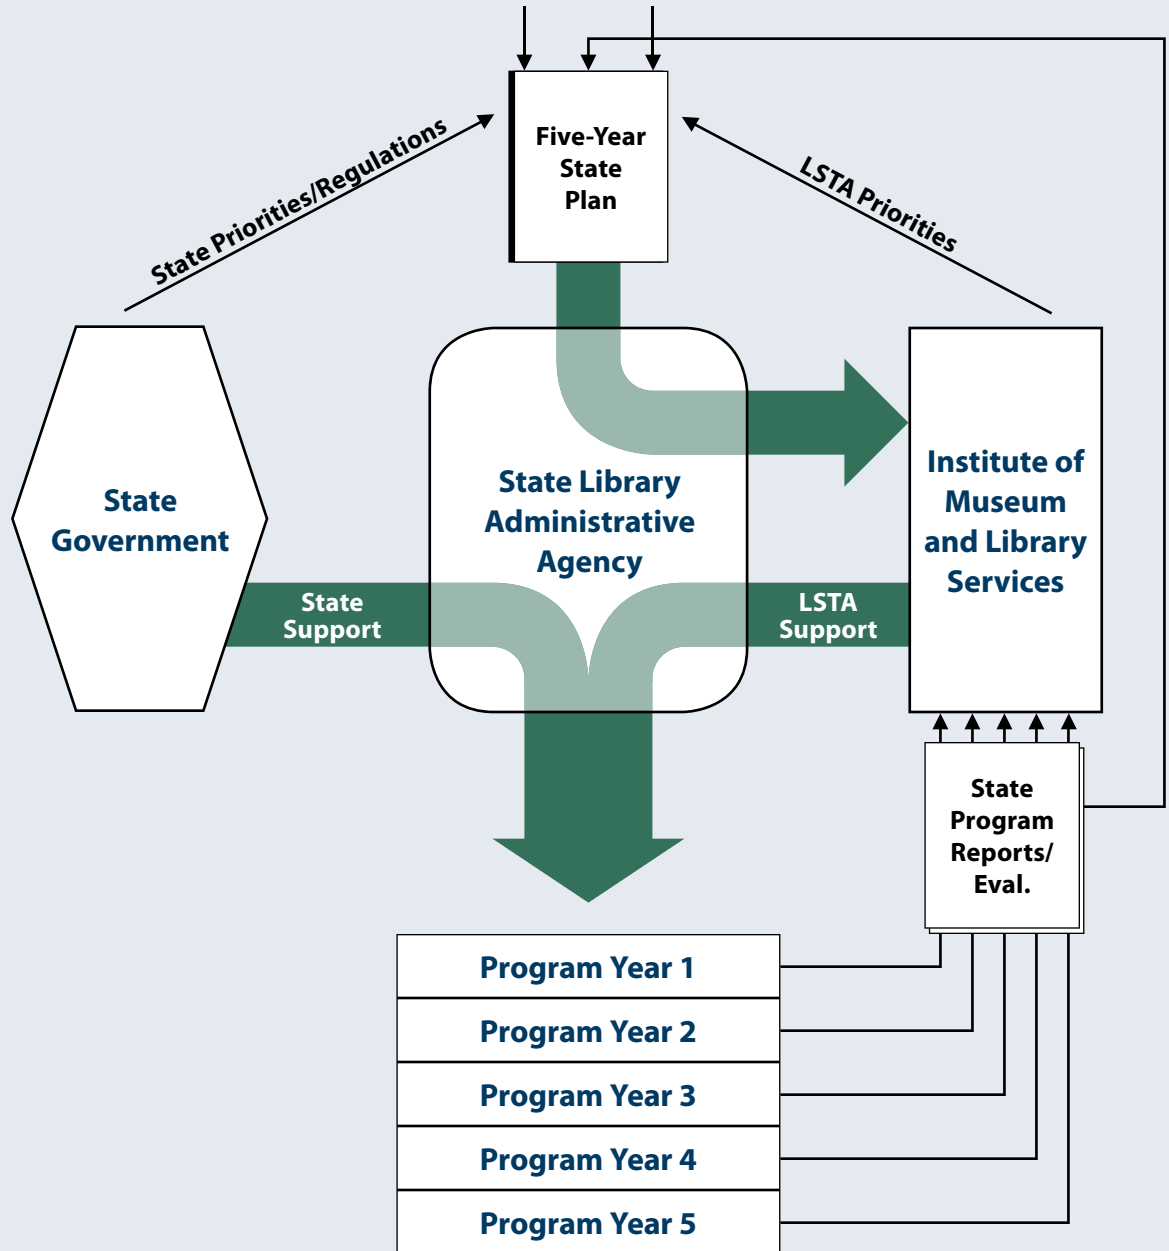 Five-Year
State
Plan
State Priorities/Regulations
LSTA Priorities
State
Government
State Library
Administrative
Agency
Institute of
Museum
and Library
Services
State
Support
LSTA
Support
State
Program
Reports/
Eval.
Program Year 1
Program Year 2
Program Year 3
Program Year 4
Program Year 5